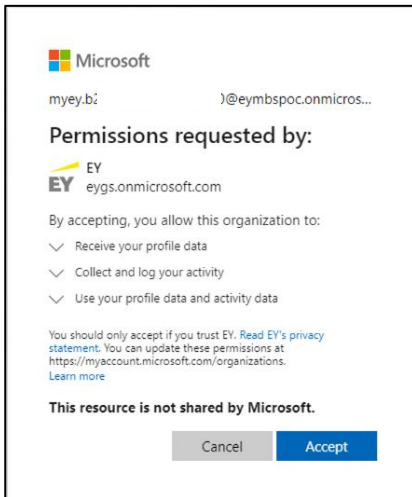 Microsoft
myey.b2 )@eymbspoc.onmicros...
Permissions requested by:
EY
EY
eygs.onmicrosoft.com
By accepting, you allow this organization to:
Receive your profile data
Collect and log your activity
Use your profile data and activity data
You should only accept if you trust EY. Read EY's privacy
statement. You can update these permissions at
https://myaccount.microsoft.com/organizations.
Learn more
This resource is not shared by Microsoft.
Cancel Accept